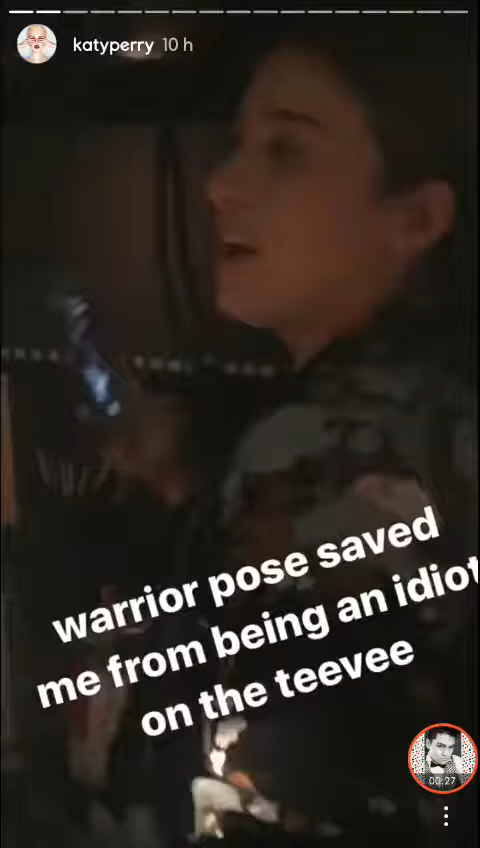 katyperry 10 h
warrior pose saved
me from being an idiot
on the teevee
00:27